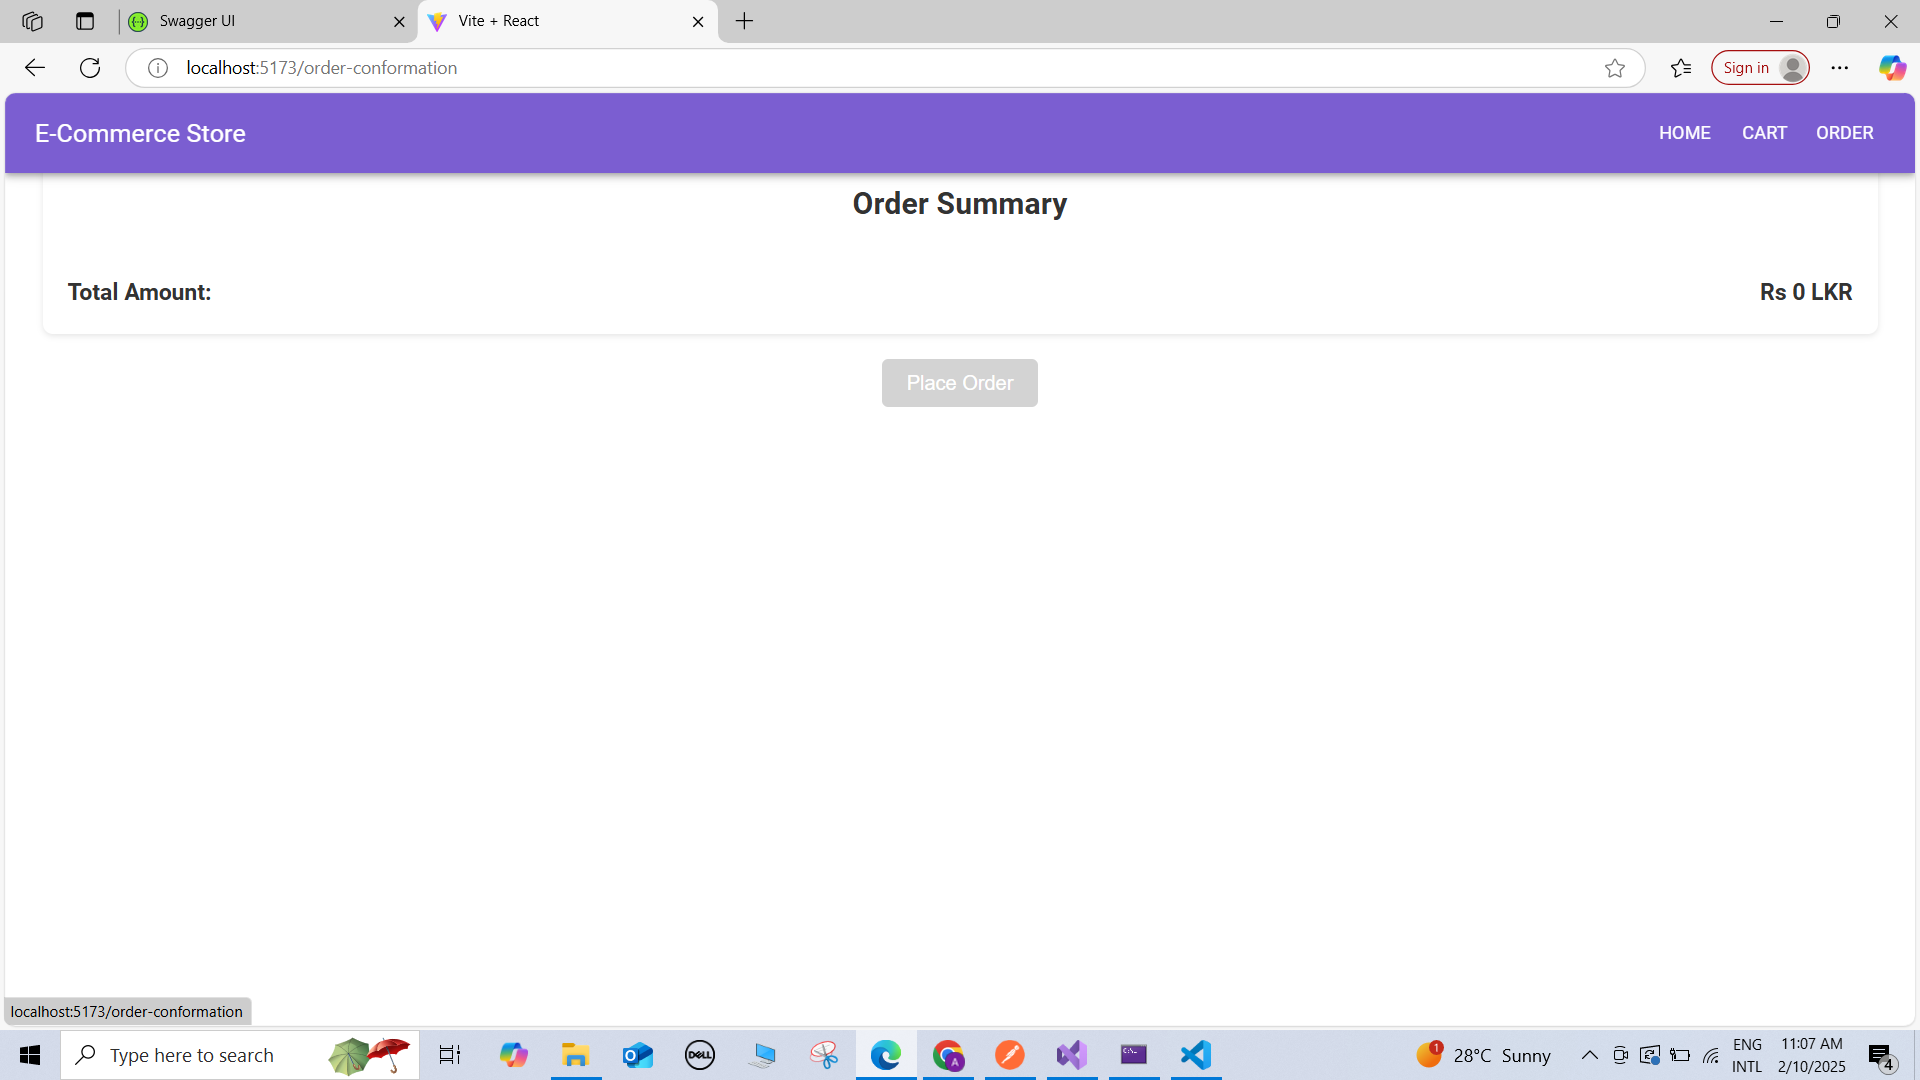 Swagger UI
Vite + React
localhost:5173/order-conformation
Sign in
E-Commerce Store
HOME
CART
ORDER
Order Summary
Total Amount:
Rs 0 LKR
Place Order
localhost:5173/order-conformation
Type here to search
DELL
A
1
28°C Sunny
ENG
INTL
11:07 AM
2/10/2025
4